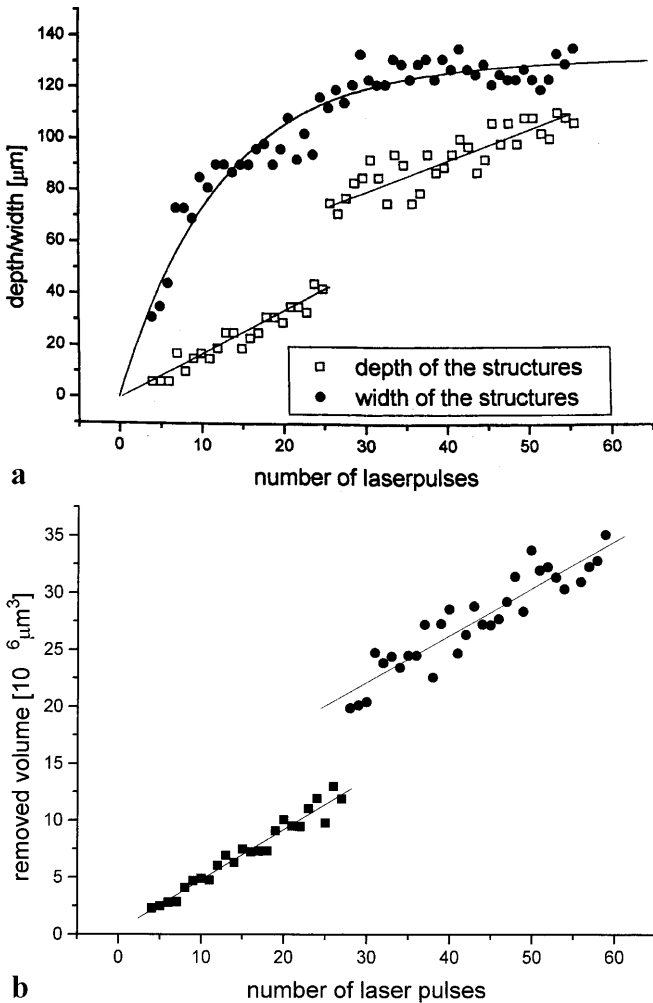 140
120
100
80
60
40
20
0
depth/width [µm]
depth of the structures
width of the structures
0 10 20 30 40 50 60
number of laserpulses
a
35
30
25
20
15
10
5
0
removed volume [10 6µm3]
0 10 20 30 40 50 60
number of laser pulses
b